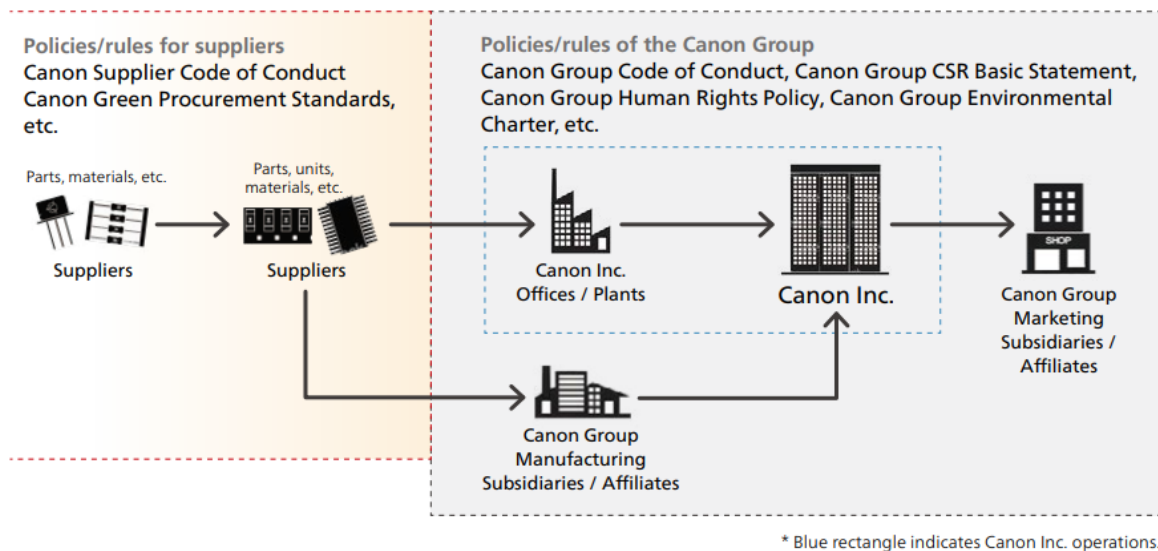 Policies/rules for suppliers
Canon Supplier Code of Conduct
Canon Green Procurement Standards,
etc.
Policies/rules of the Canon Group
Canon Group Code of Conduct, Canon Group CSR Basic Statement,
Canon Group Human Rights Policy, Canon Group Environmental
Charter, etc.
Parts, materials, etc.
Suppliers
Parts, units,
materials, etc.
Suppliers
Canon Inc.
Offices / Plants
Canon Inc.
SHOP
Canon Group
Marketing
Subsidiaries /
Affiliates
Canon Group
Manufacturing
Subsidiaries / Affiliates
* Blue rectangle indicates Canon Inc. operations.